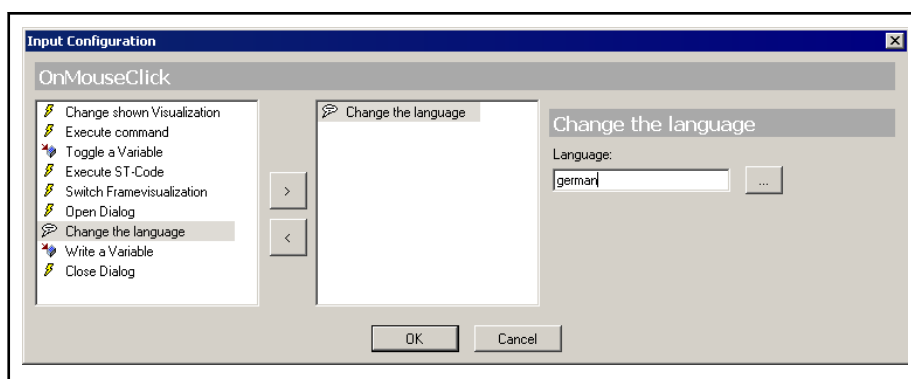 Input Configuration
OnMouseClick
Change shown Visualization
Execute command
Toggle a Variable
Execute ST-Code
Switch Framevisualization
Open Dialog
Change the language
Write a Variable
Close Dialog
>
<
Change the language
Change the language
Language:
german
...
OK
Cancel